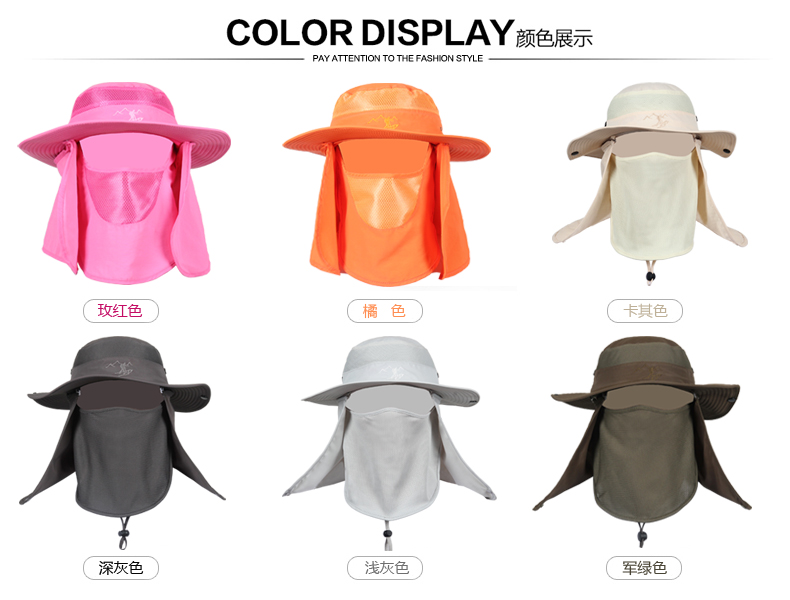 COLOR DISPLAY颜色展示
PAY ATTENTION TO THE FASHION STYLE
玫红色 橘 色 卡其色
深灰色 浅灰色 军绿色